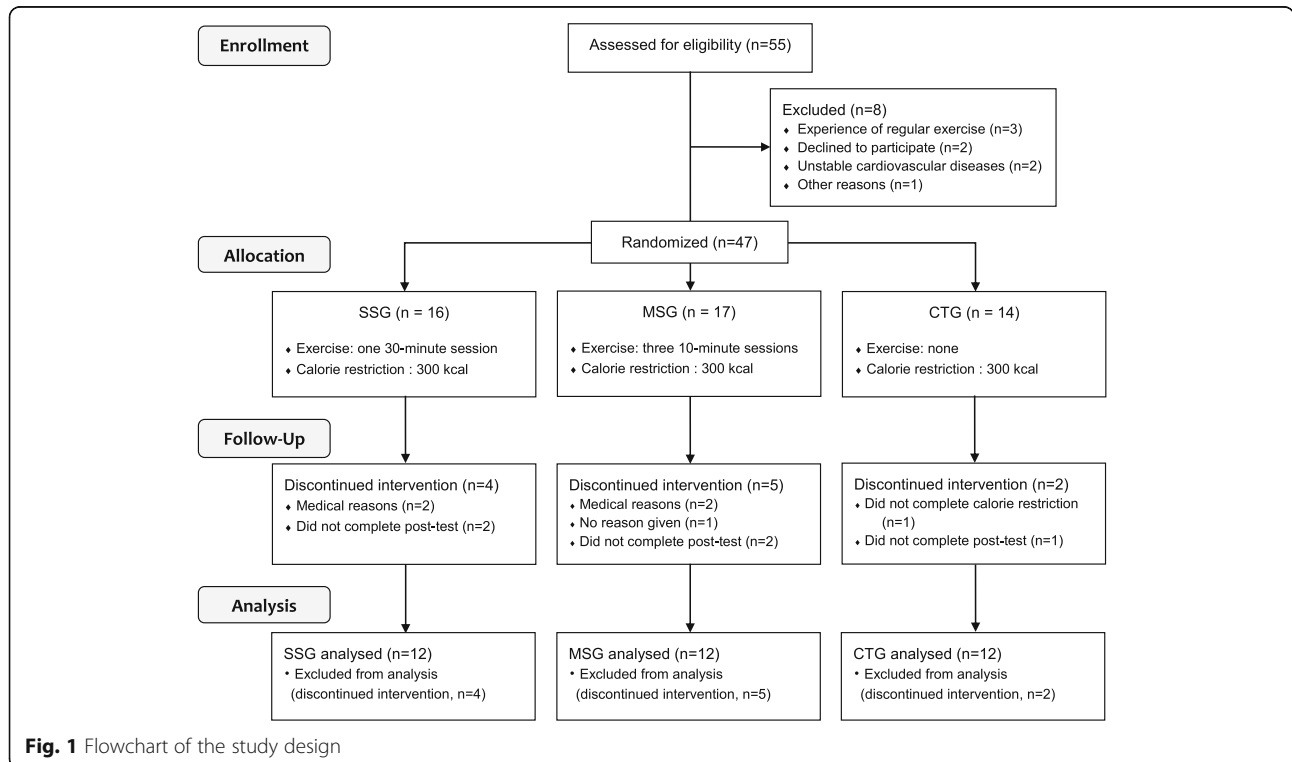 Enrollment
Assessed for eligibility (n=55)
Excluded (n=8)
♦ Experience of regular exercise (n=3)
♦ Declined to participate (n=2)
♦ Unstable cardiovascular diseases (n=2)
♦ Other reasons (n=1)
Randomized (n=47)
Allocation
SSG (n = 16)
♦ Exercise: one 30-minute session
♦ Calorie restriction : 300 kcal
MSG (n = 17)
♦ Exercise: three 10-minute sessions
♦ Calorie restriction : 300 kcal
CTG (n = 14)
♦ Exercise: none
♦ Calorie restriction : 300 kcal
Follow-Up
Discontinued intervention (n=4)
♦ Medical reasons (n=2)
♦ Did not complete post-test (n=2)
Discontinued intervention (n=5)
♦ Medical reasons (n=2)
♦ No reason given (n=1)
♦ Did not complete post-test (n=2)
Discontinued intervention (n=2)
♦ Did not complete calorie restriction
(n=1)
♦ Did not complete post-test (n=1)
Analysis
SSG analysed (n=12)
• Excluded from analysis
(discontinued intervention, n=4)
MSG analysed (n=12)
• Excluded from analysis
(discontinued intervention, n=5)
CTG analysed (n=12)
• Excluded from analysis
(discontinued intervention, n=2)
Fig. 1 Flowchart of the study design